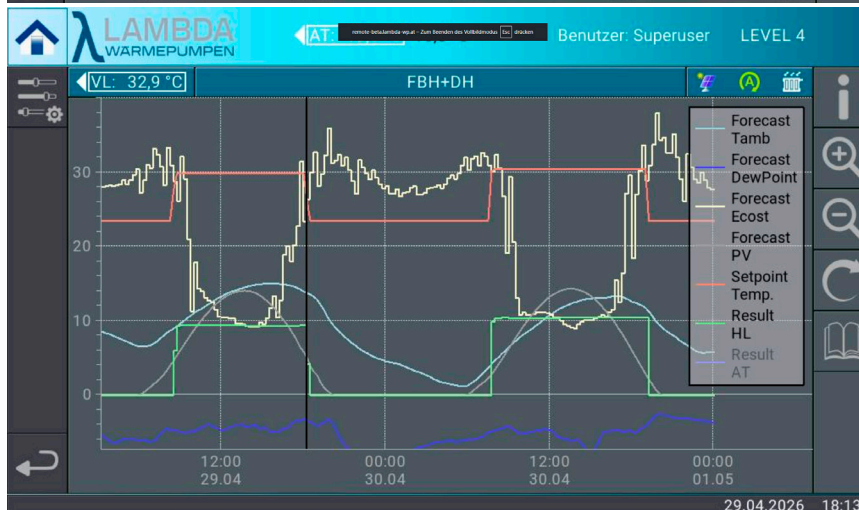 LAMBDA
WÄRMEPUMPEN
AT:
remote-beta.lambda-wp.at – Zum Beenden des Vollbildmodus Esc drücken
Benutzer: Superuser
LEVEL 4
VL: 32,9 °C
FBH+DH
Forecast
Tamb
Forecast
DewPoint
Forecast
Ecost
Forecast
PV
Setpoint
Temp.
Result
HL
Result
AT
30
20
10
0
12:00
29.04
00:00
30.04
12:00
30.04
00:00
01.05
29.04.2026 18:13